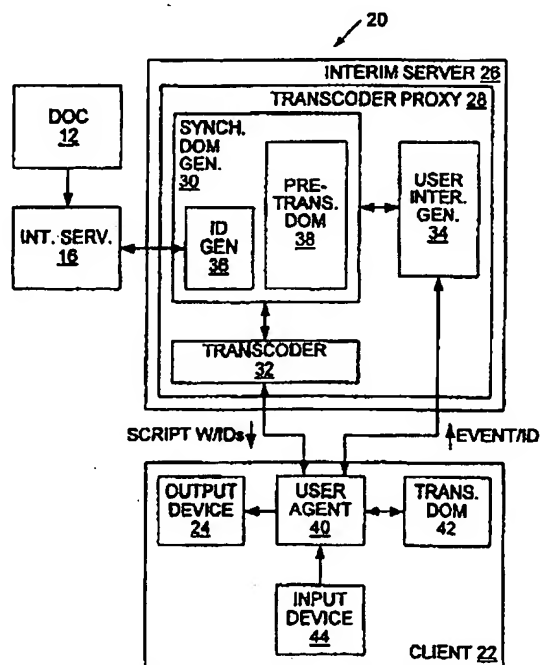 20
INTERIM SERVER 26
TRANSCODER PROXY 28
DOC
12
INT. SERV.
16
SYNCH.
DOM
GEN.
30
ID
GEN
36
PRE-
TRANS.
DOM
38
USER
INTER.
GEN.
34
TRANSCODER
32
SCRIPT W/IDs
EVENT/ID
OUTPUT
DEVICE
24
USER
AGENT
40
TRANS.
DOM
42
INPUT
DEVICE
44
CLIENT 22